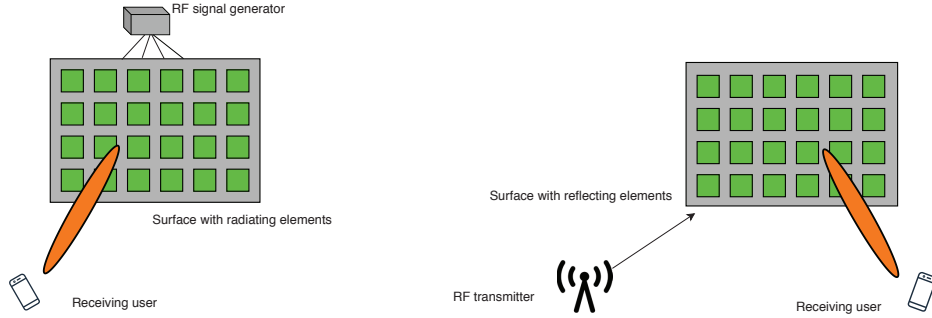 RF signal generator
Surface with radiating elements
Receiving user
Surface with reflecting elements
RF transmitter
Receiving user